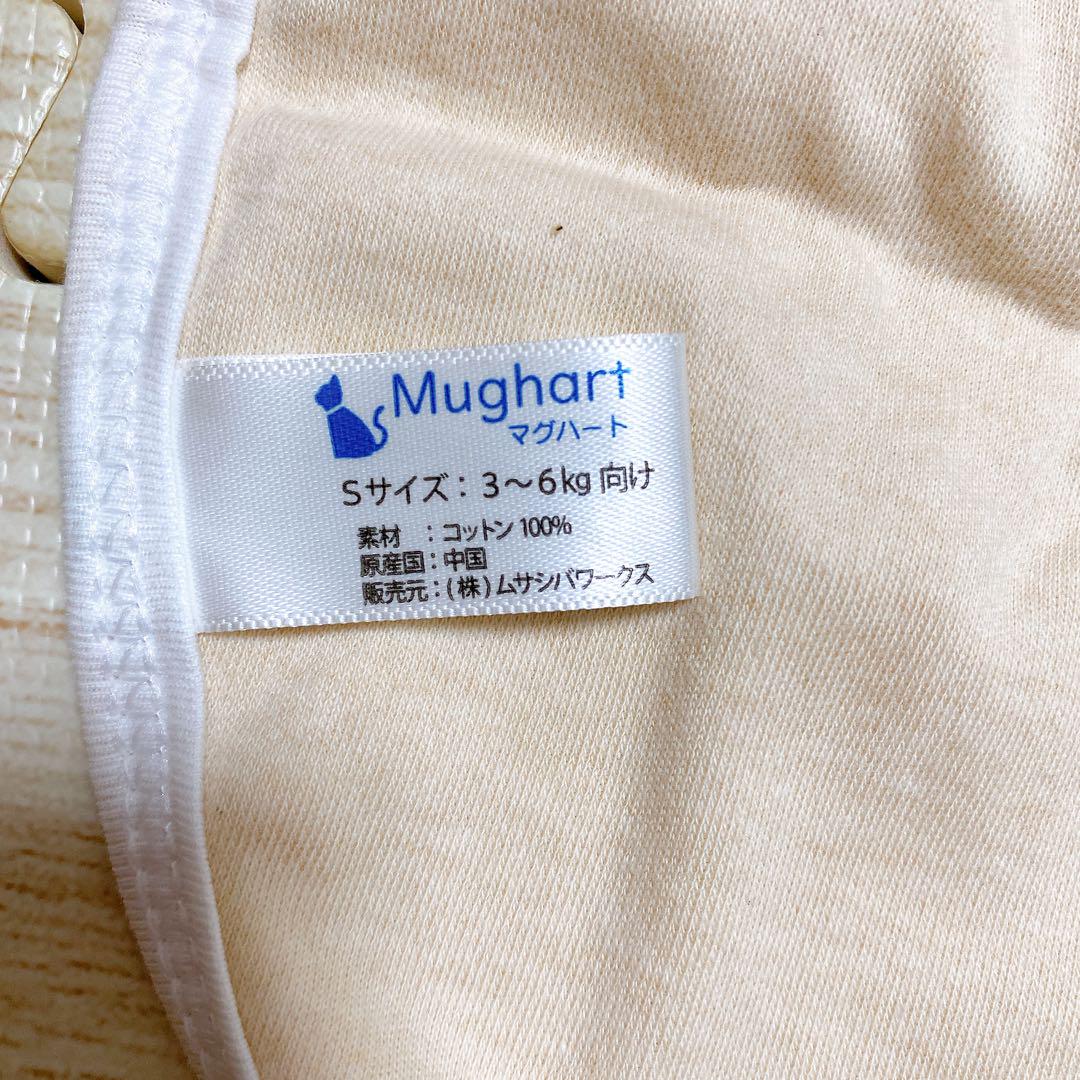 Mughart
マグハート
Sサイズ：3～6kg 向け
素材　：コットン 100%
原産国：中国
販売元：(株)ムサシパワークス